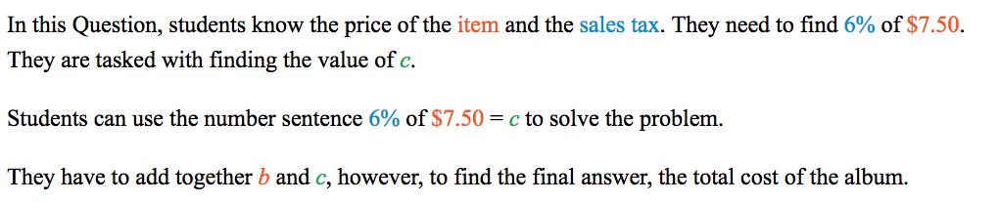 In this Question, students know the price of the item and the sales tax. They need to find 6% of $7.50.
They are tasked with finding the value of c.
Students can use the number sentence 6% of $7.50 = c to solve the problem.
They have to add together b and c, however, to find the final answer, the total cost of the album.